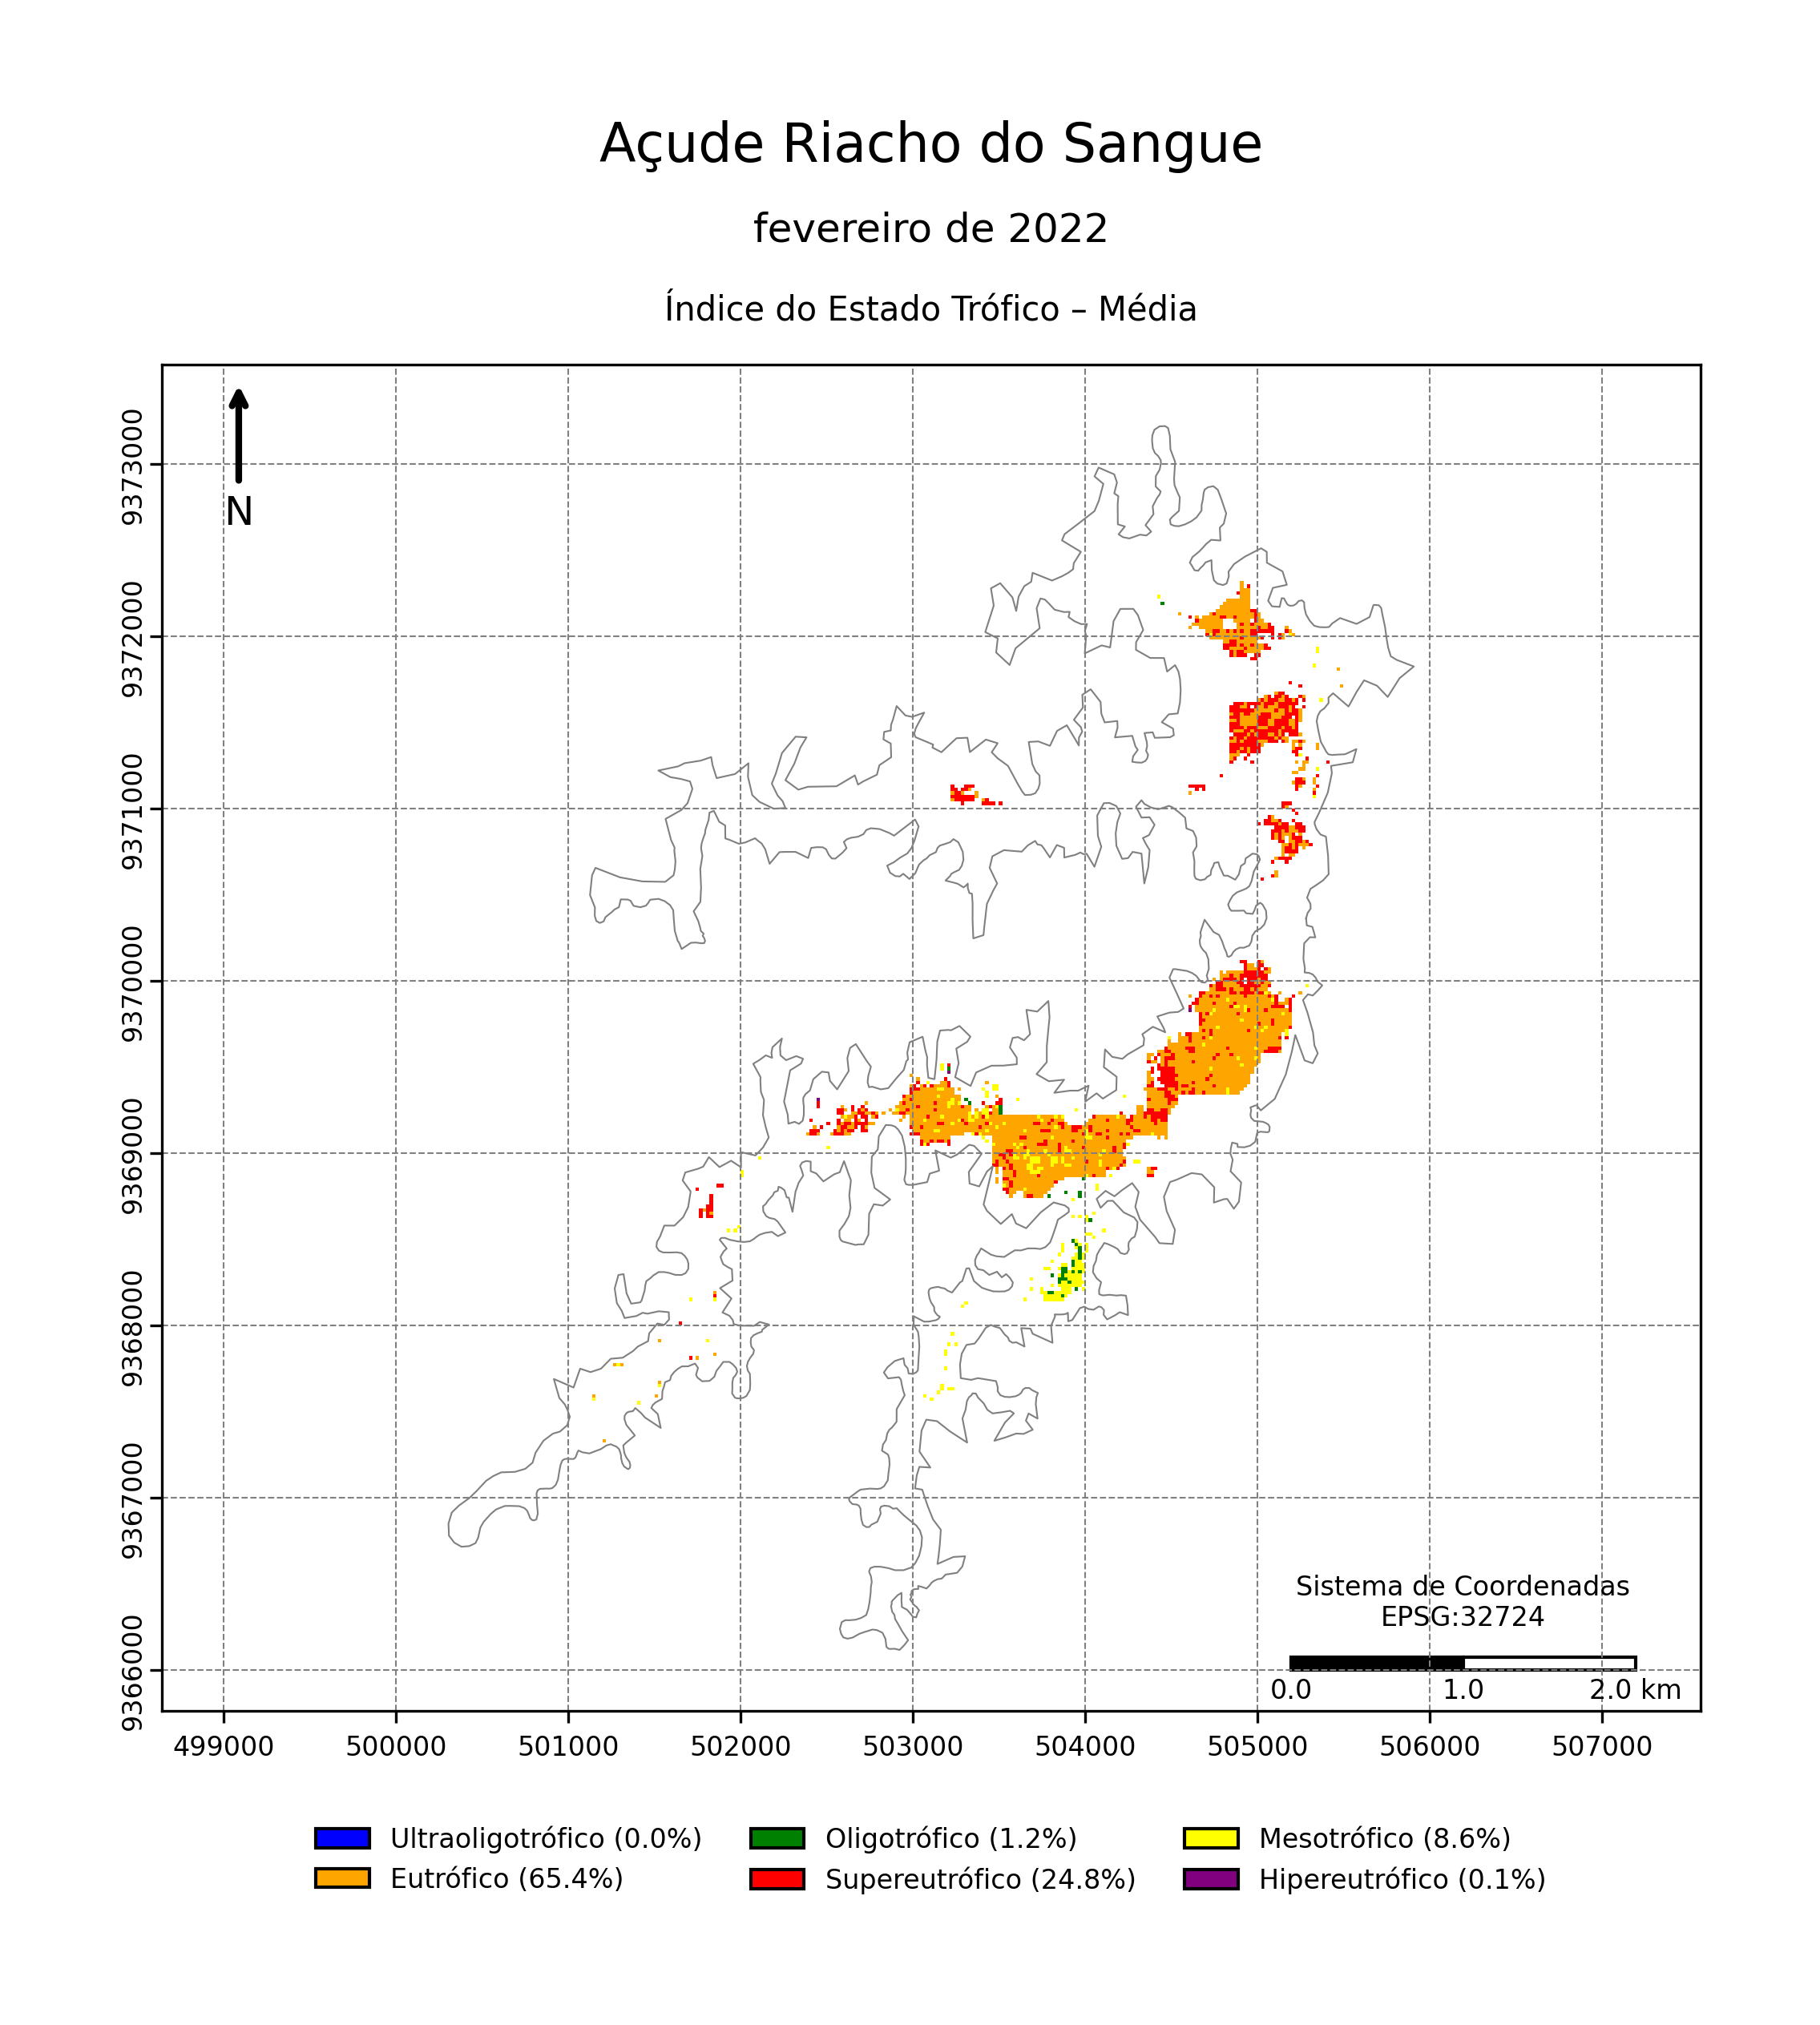 Açude Riacho do Sangue
fevereiro de 2022
Índice do Estado Trófico – Média
N
9373000
9372000
9371000
9370000
9369000
9368000
9367000
9366000
Sistema de Coordenadas
EPSG:32724
0.0 1.0 2.0 km
499000 500000 501000 502000 503000 504000 505000 506000 507000
Ultraoligotrófico (0.0%) Oligotrófico (1.2%) Mesotrófico (8.6%)
Eutrófico (65.4%) Supereutrófico (24.8%) Hipereutrófico (0.1%)